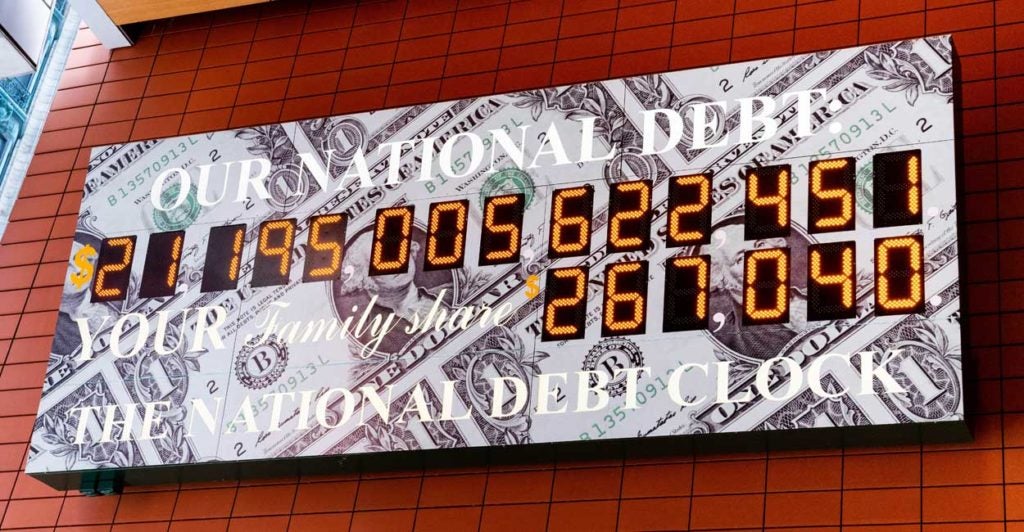 OUR NATIONAL DEBT:
$21,195,005,622,451
YOUR Family share $267,040
THE NATIONAL DEBT CLOCK